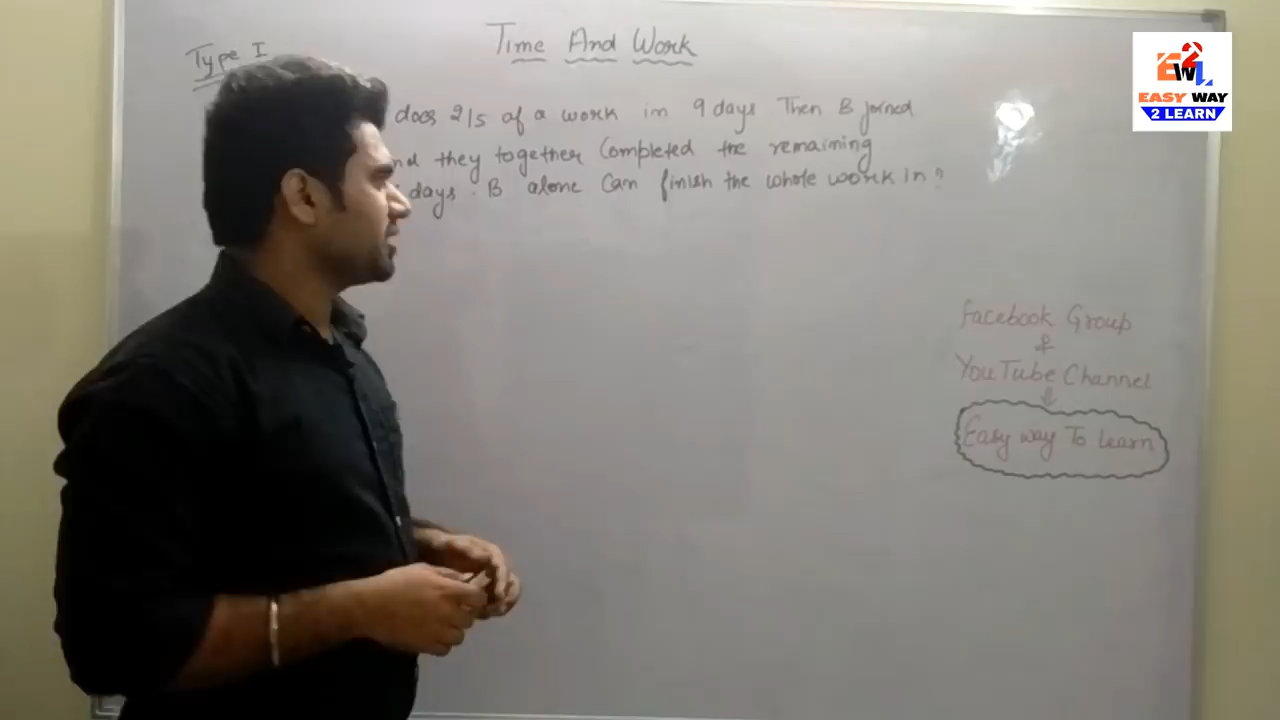 Type I
Time And Work
does 2/5 of a work in 9 days Then B joined
nd they together Completed the remaining
days. B alone Can finish the whole work in?
Facebook Group
&
YouTube Channel
Easy way To Learn
EW2L
EASY WAY
2 LEARN